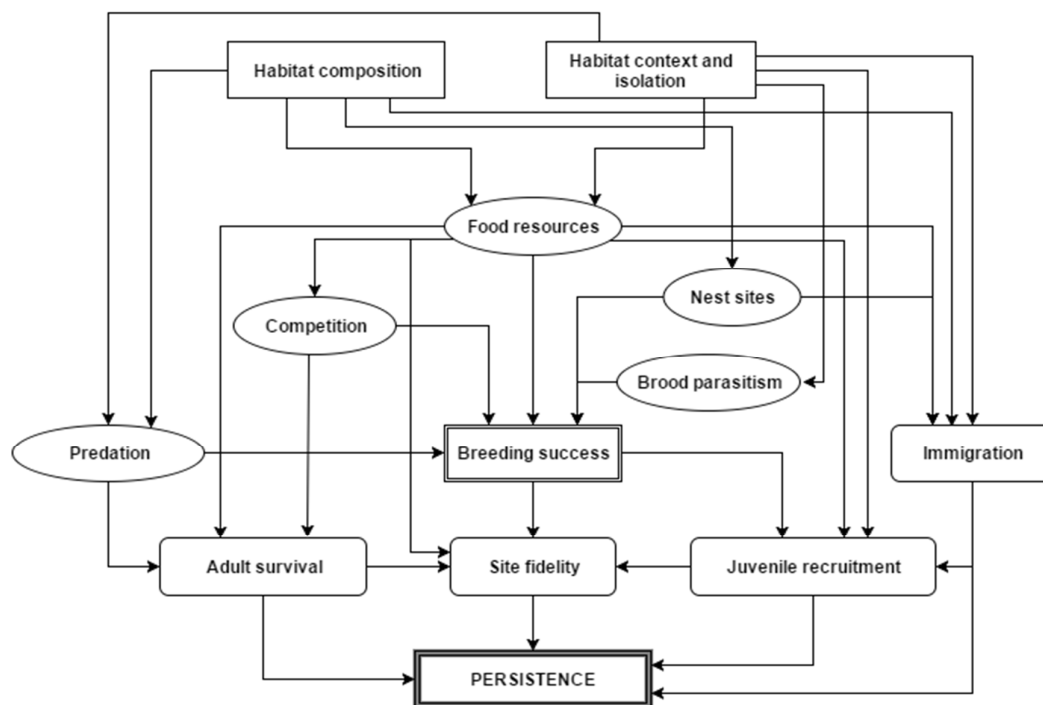 Habitat composition
Habitat context and
isolation
Food resources
Nest sites
Competition
Brood parasitism
Predation
Breeding success
Immigration
Adult survival
Site fidelity
Juvenile recruitment
PERSISTENCE